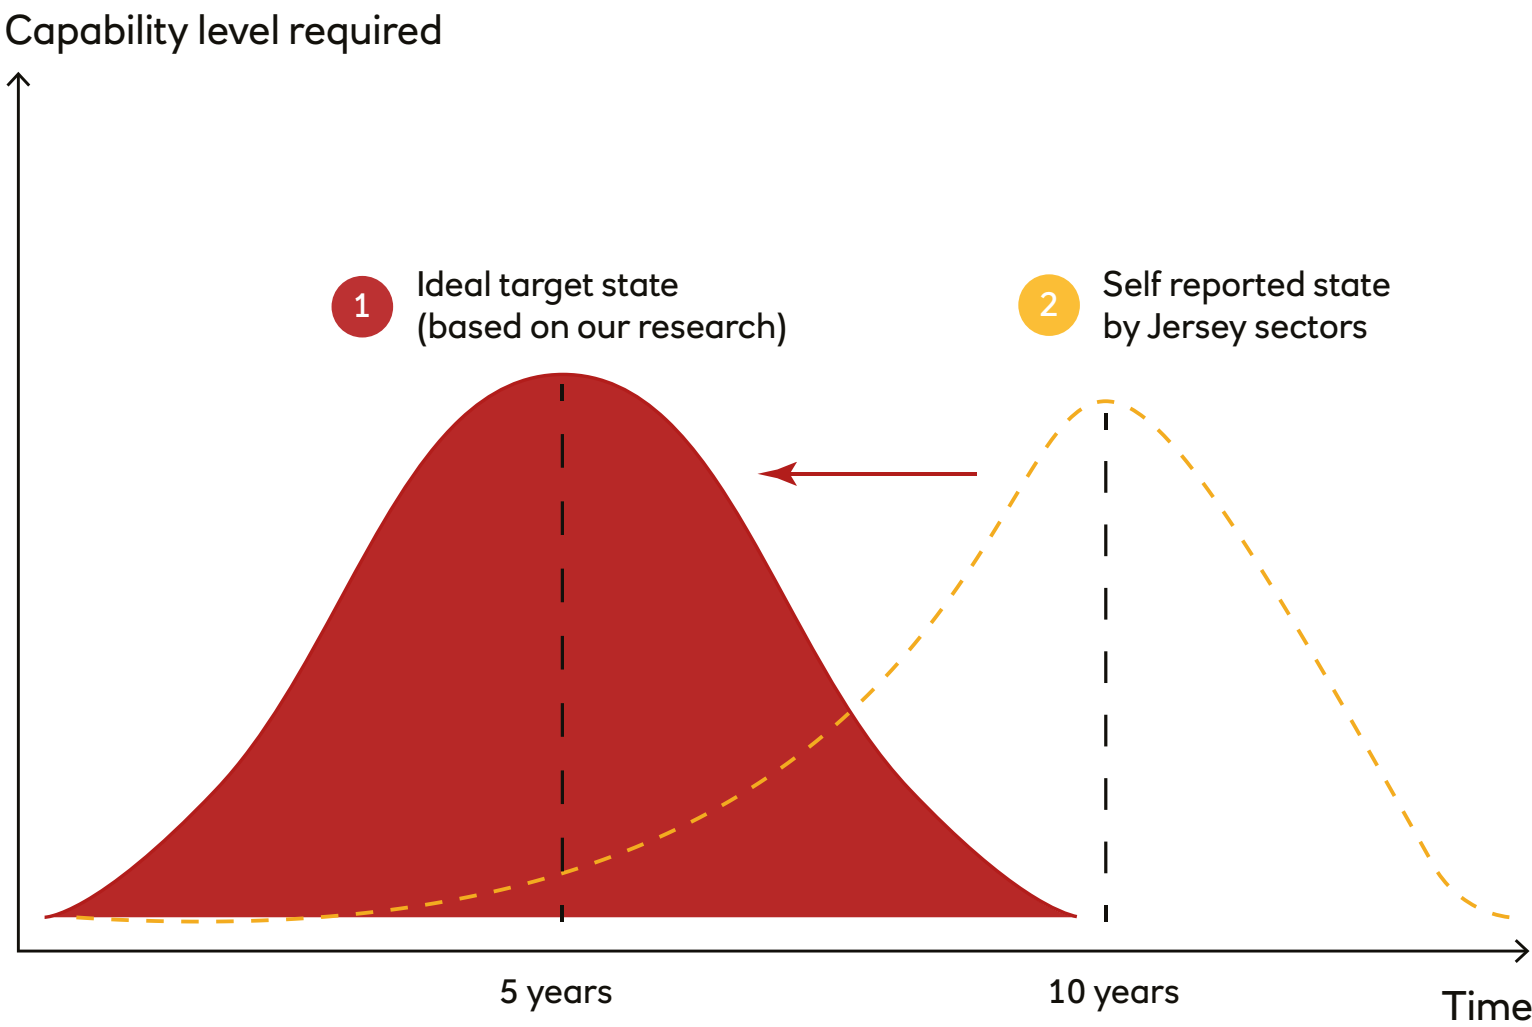 Capability level required
1
Ideal target state
(based on our research)
2
Self reported state
by Jersey sectors
5 years
10 years
Time